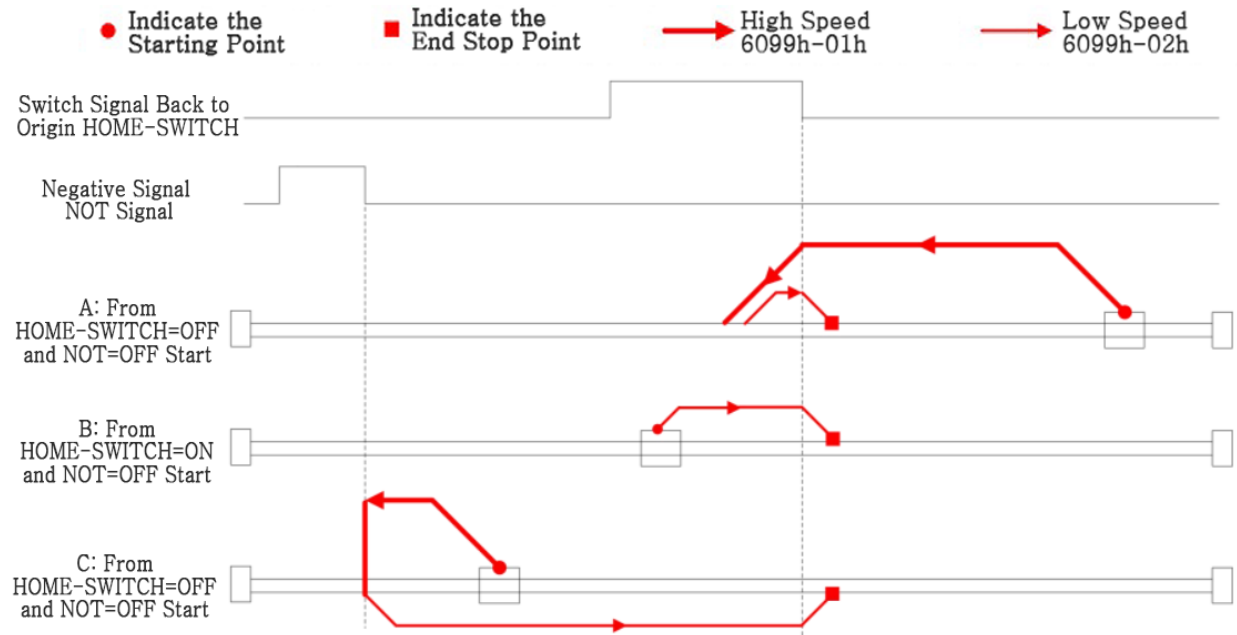 Indicate the
Starting Point
Indicate the
End Stop Point
High Speed
6099h-01h
Low Speed
6099h-02h
Switch Signal Back to
Origin HOME-SWITCH
Negative Signal
NOT Signal
A: From
HOME-SWITCH=OFF
and NOT=OFF Start
B: From
HOME-SWITCH=ON
and NOT=OFF Start
C: From
HOME-SWITCH=OFF
and NOT=OFF Start